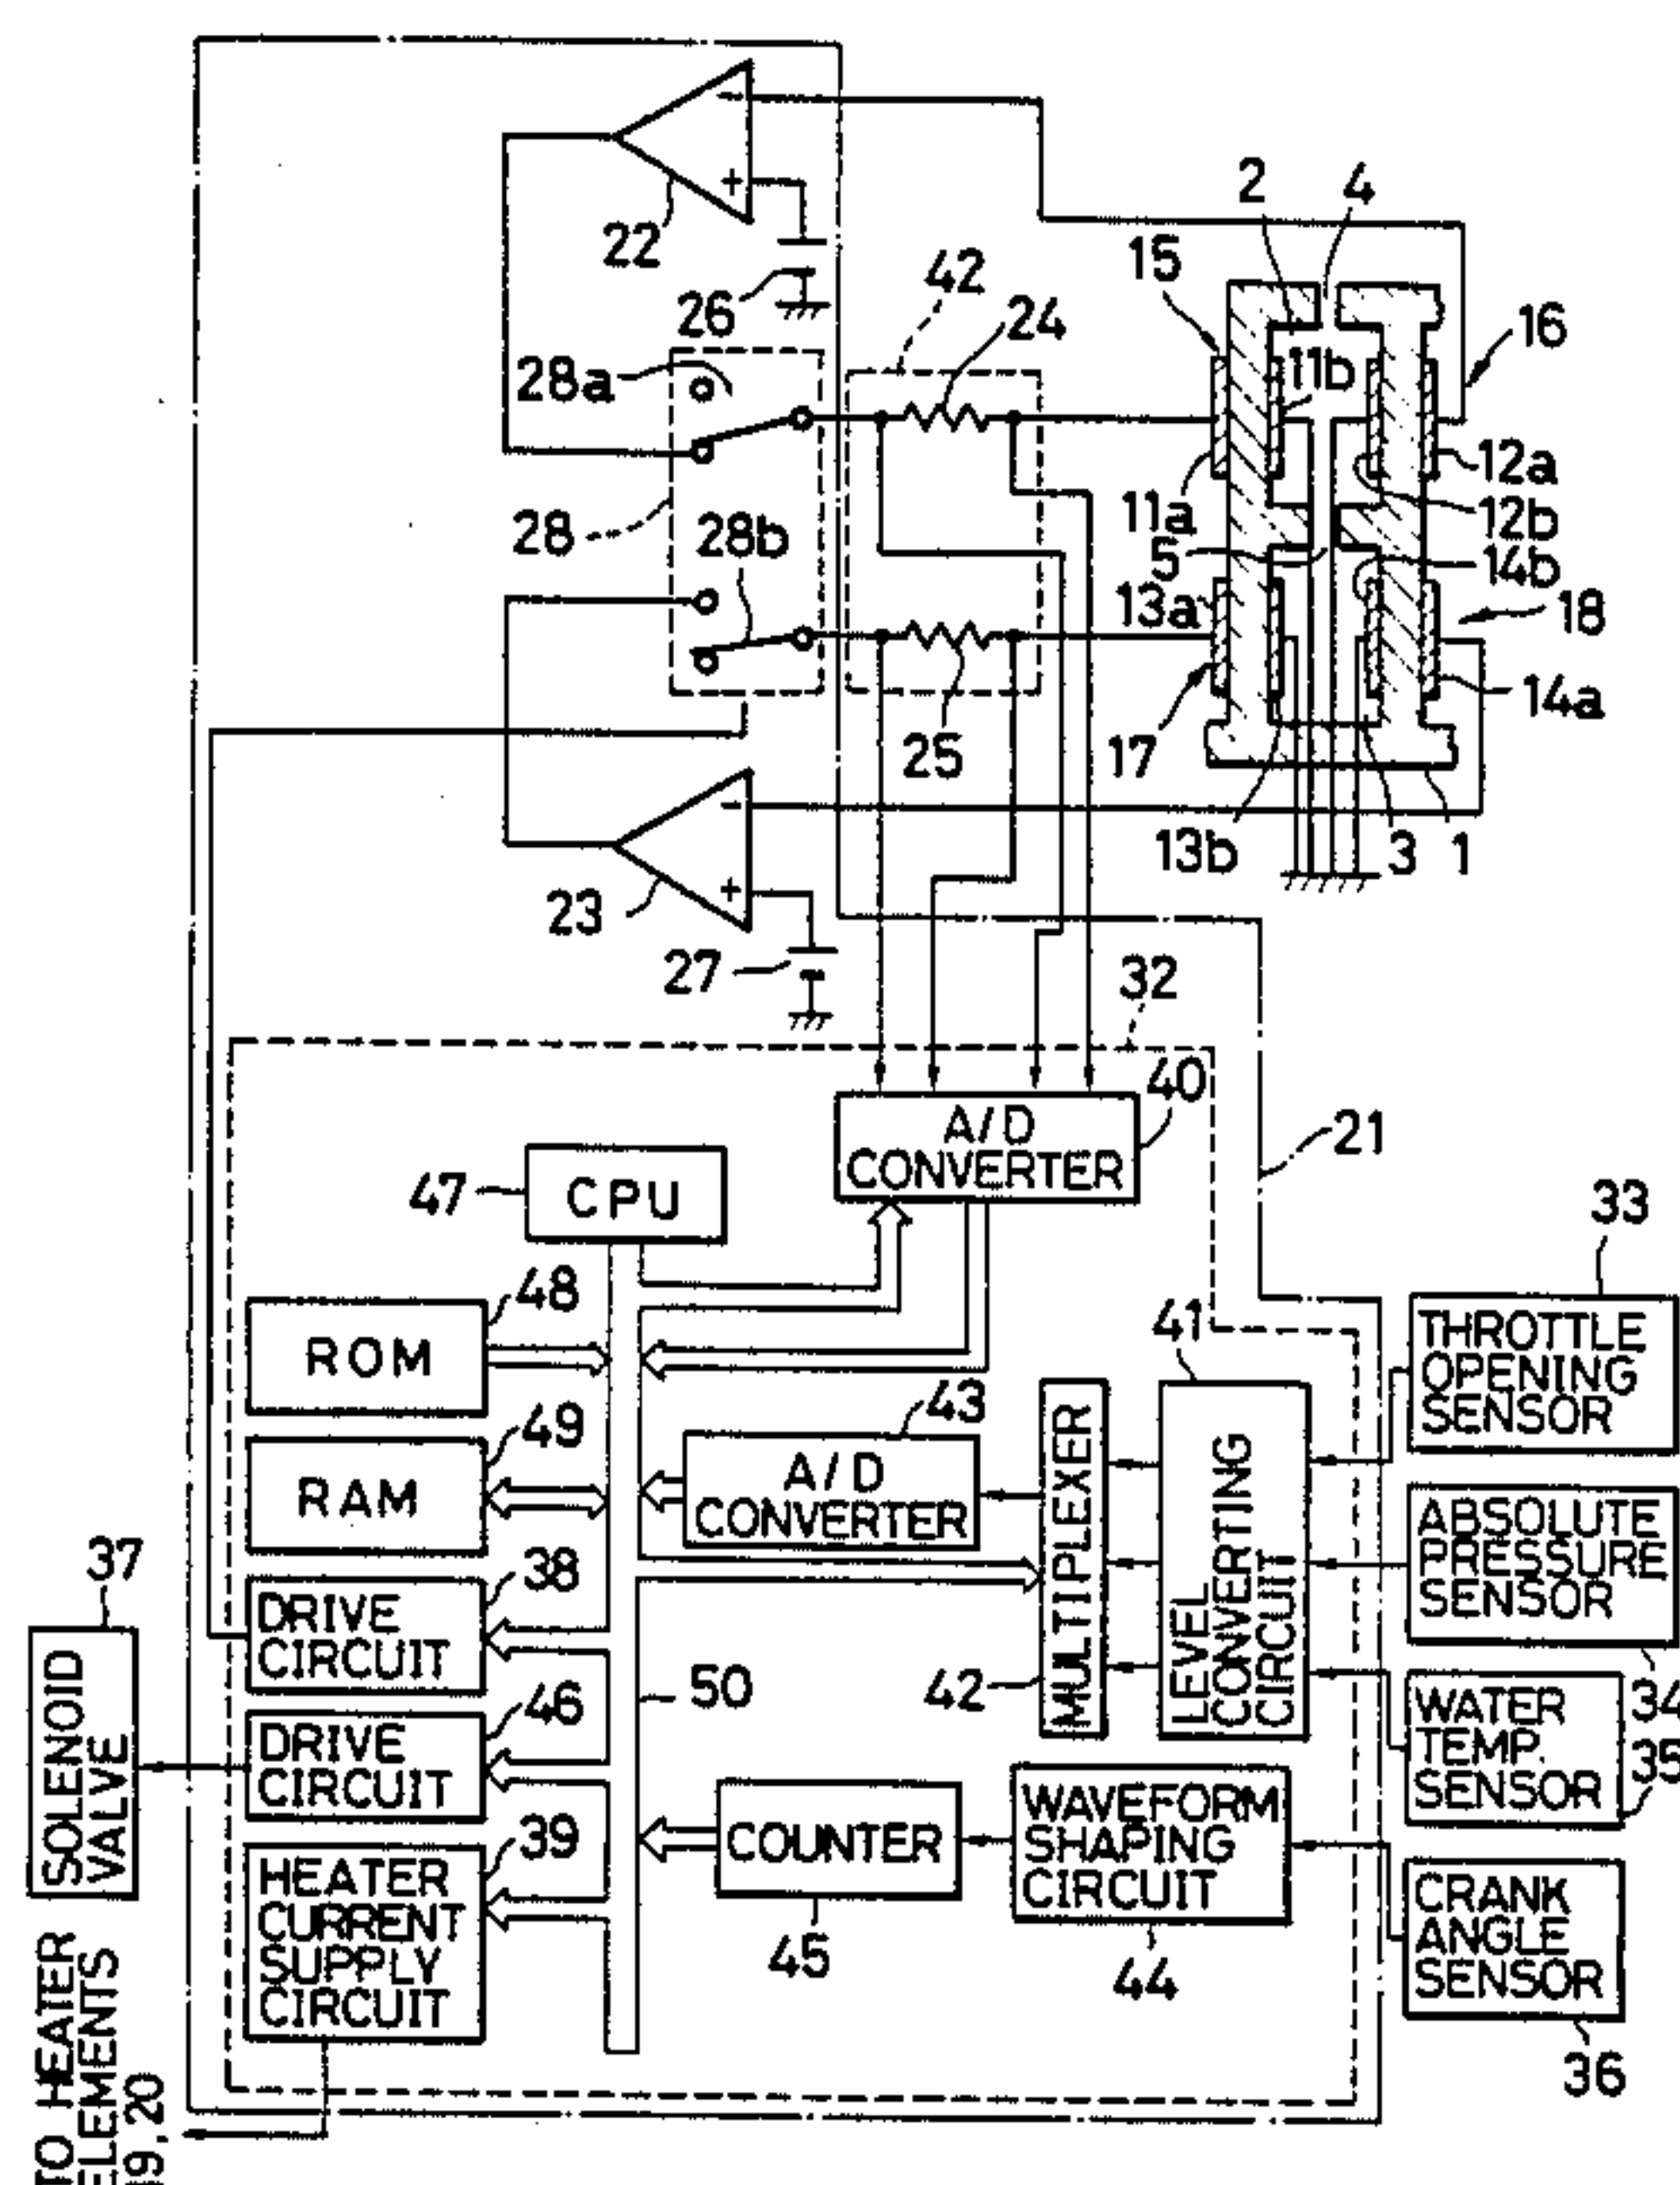 22
-
+
26
2
4
15
16
42
24
28a
11b
12a
11a
12b
28
28b
5
14b
13a
18
14a
25
17
13b
3
1
-
+
23
27
32
40
A/D
CONVERTER
21
47
CPU
33
48
ROM
41
THROTTLE
OPENING
SENSOR
49
RAM
43
A/D
CONVERTER
MULTIPLEXER
LEVEL
CONVERTING
CIRCUIT
ABSOLUTE
PRESSURE
SENSOR
34
37
SOLENOID
VALVE
38
DRIVE
CIRCUIT
50
42
WATER
TEMP.
SENSOR
35
46
DRIVE
CIRCUIT
39
HEATER
CURRENT
SUPPLY
CIRCUIT
COUNTER
45
WAVEFORM
SHAPING
CIRCUIT
44
CRANK
ANGLE
SENSOR
36
TO HEATER
ELEMENTS
19,20